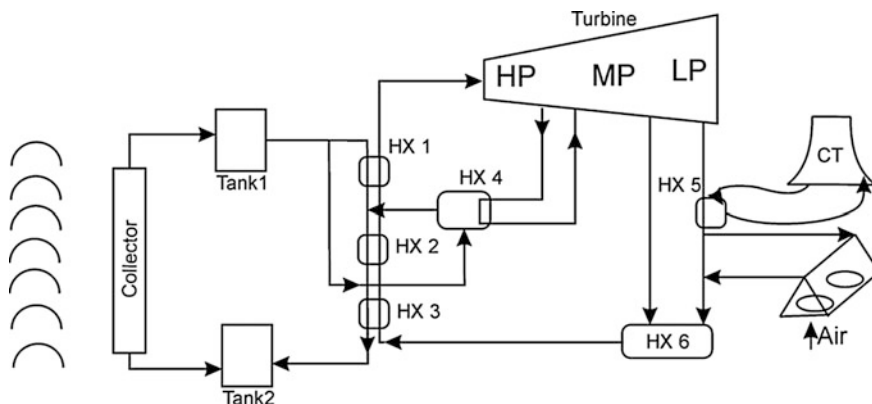 Turbine
HP
MP
LP
HX 1
CT
Tank1
HX 4
HX 5
Collector
HX 2
HX 3
Air
HX 6
Tank2